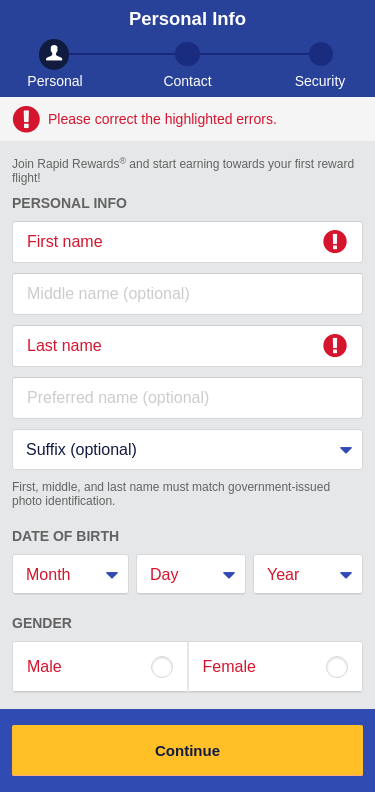 Personal Info
Personal
Contact
Security
Please correct the highlighted errors.
Join Rapid Rewards® and start earning towards your first reward
flight!
PERSONAL INFO
First name
Middle name (optional)
Last name
Preferred name (optional)
Suffix (optional)
First, middle, and last name must match government-issued
photo identification.
DATE OF BIRTH
Month Day Year
GENDER
Male Female
Continue